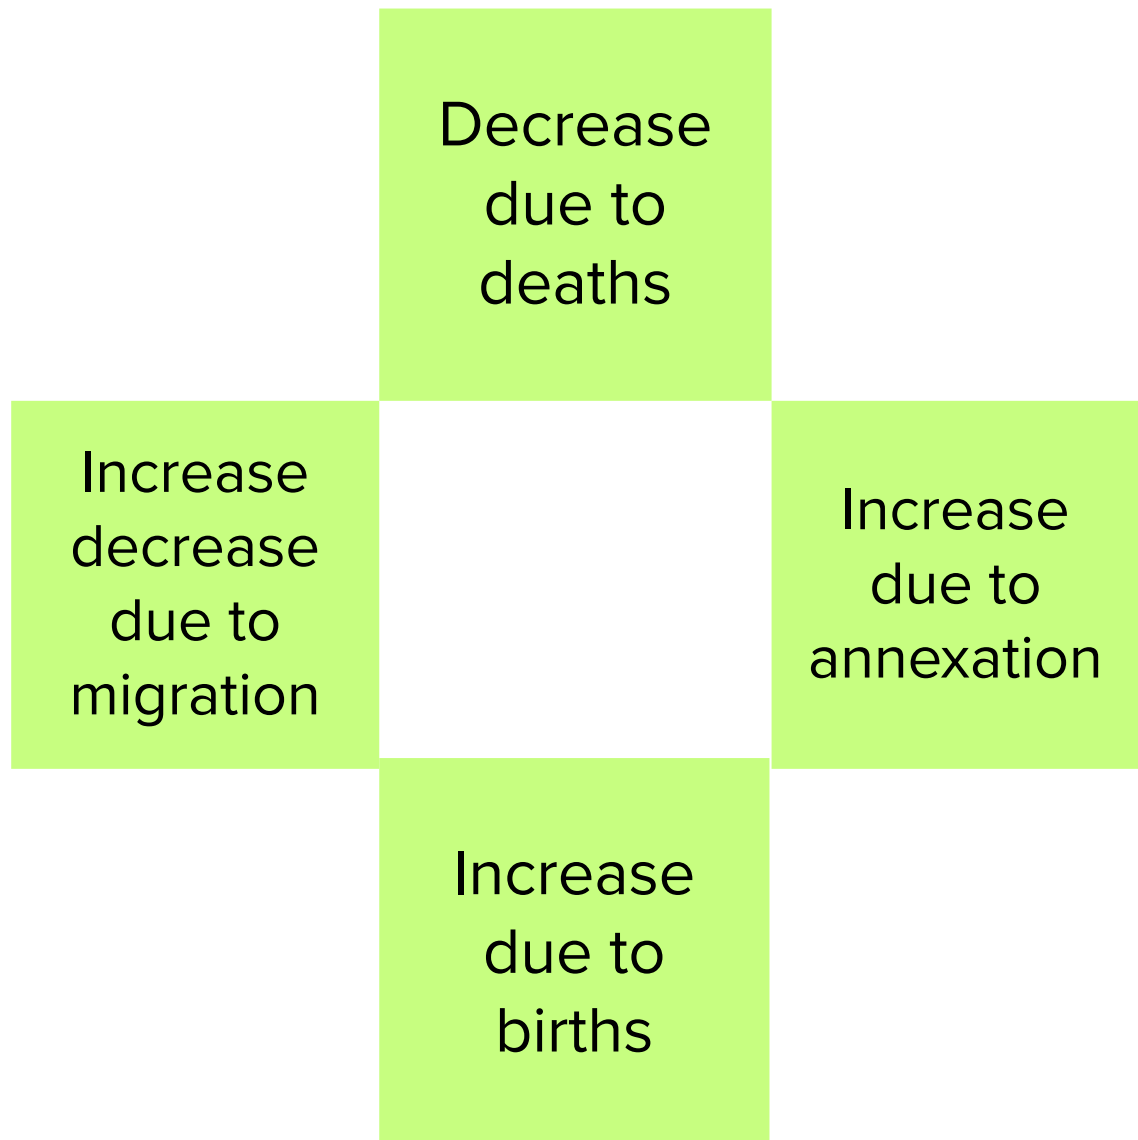 Decrease
due to
deaths
Increase
decrease
due to
migration
Increase
due to
annexation
Increase
due to
births